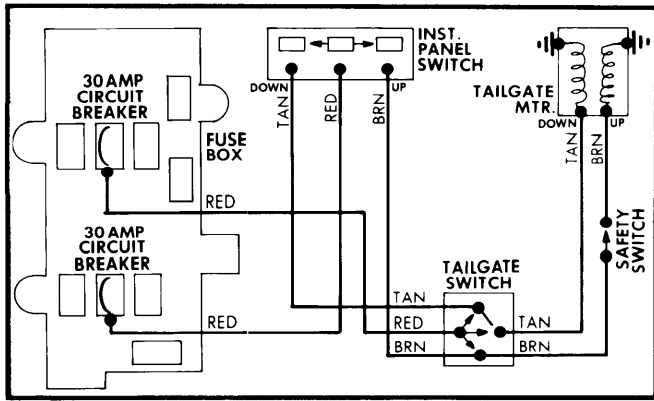 30 AMP
CIRCUIT
BREAKER
FUSE
BOX
RED
30 AMP
CIRCUIT
BREAKER
RED
INST.
PANEL
SWITCH
DOWN
UP
TAN
RED
BRN
TAILGATE
MTR.
DOWN
UP
TAN
BRN
SAFETY
SWITCH
TAILGATE
SWITCH
TAN
RED
BRN
TAN
BRN